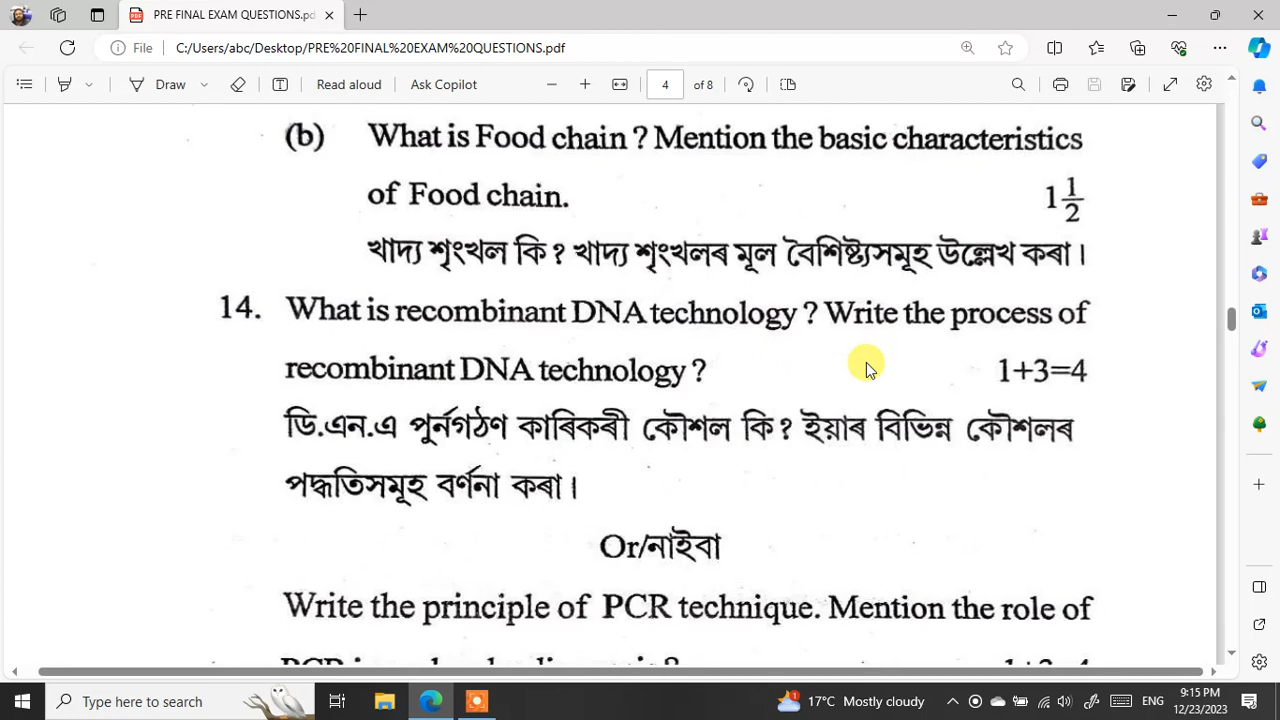 PRE FINAL EXAM QUESTIONS.pd
File C:/Users/abc/Desktop/PRE%20FINAL%20EXAM%20QUESTIONS.pdf
Draw Read aloud Ask Copilot 4 of 8
(b) What is Food chain ? Mention the basic characteristics
of Food chain. 1 1/2
খাদ্য শৃংখল কি ? খাদ্য শৃংখলৰ মূল বৈশিষ্ট্যসমূহ উল্লেখ কৰা।
14. What is recombinant DNA technology ? Write the process of
recombinant DNA technology ? 1+3=4
ডি.এন.এ পুৰ্নগঠণ কাৰিকৰী কৌশল কি ? ইয়াৰ বিভিন্ন কৌশলৰ
পদ্ধতিসমূহ বৰ্ণনা কৰা।
Or/নাইবা
Write the principle of PCR technique. Mention the role of
Type here to search 1 17°C Mostly cloudy ENG 9:15 PM
12/23/2023